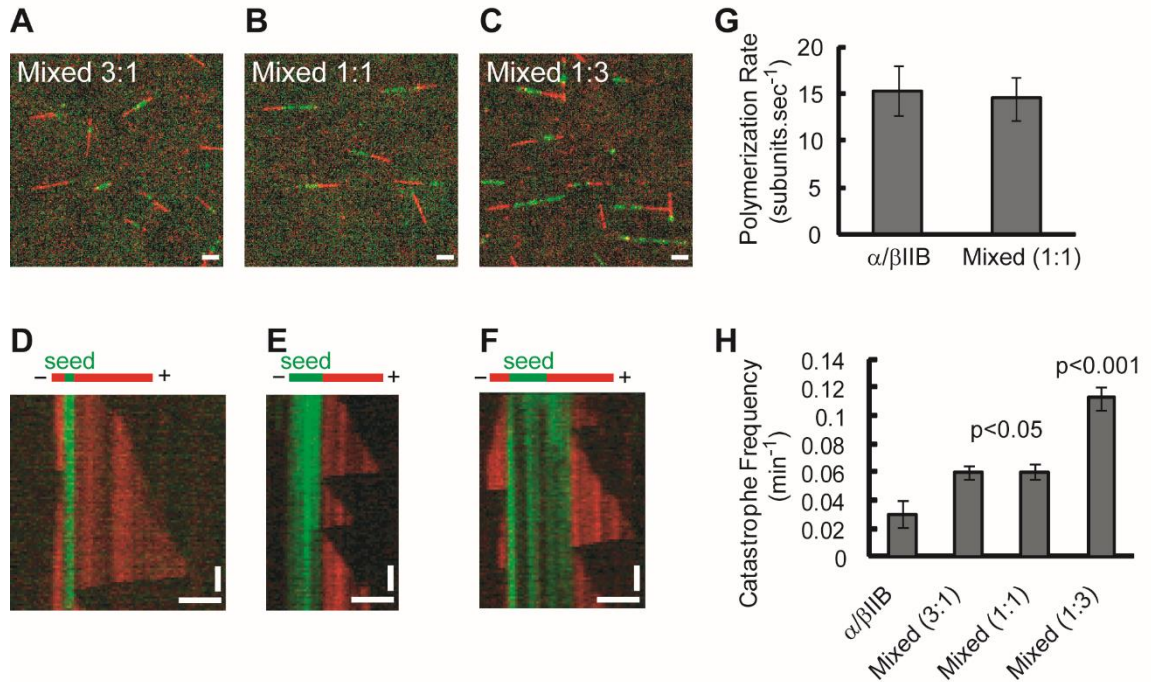 A
Mixed 3:1
B
Mixed 1:1
C
Mixed 1:3
G
Polymerization Rate
(subunits.sec⁻¹)
20
15
10
5
0
α/βIIB
Mixed (1:1)
D
seed
– +
E
seed
– +
F
seed
– +
H
Catastrophe Frequency
(min⁻¹)
0.14
0.12
0.1
0.08
0.06
0.04
0.02
0
p<0.05
p<0.001
α/βIIB
Mixed (3:1)
Mixed (1:1)
Mixed (1:3)